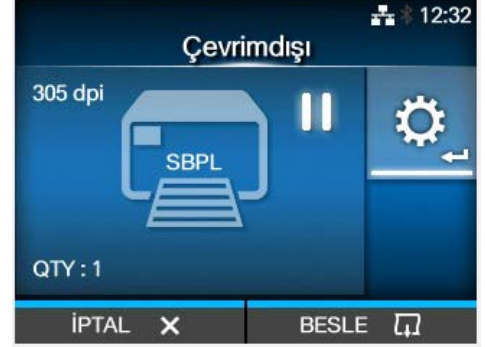 12:32
Çevrimdışı
305 dpi
SBPL
QTY : 1
İPTAL
BESLE